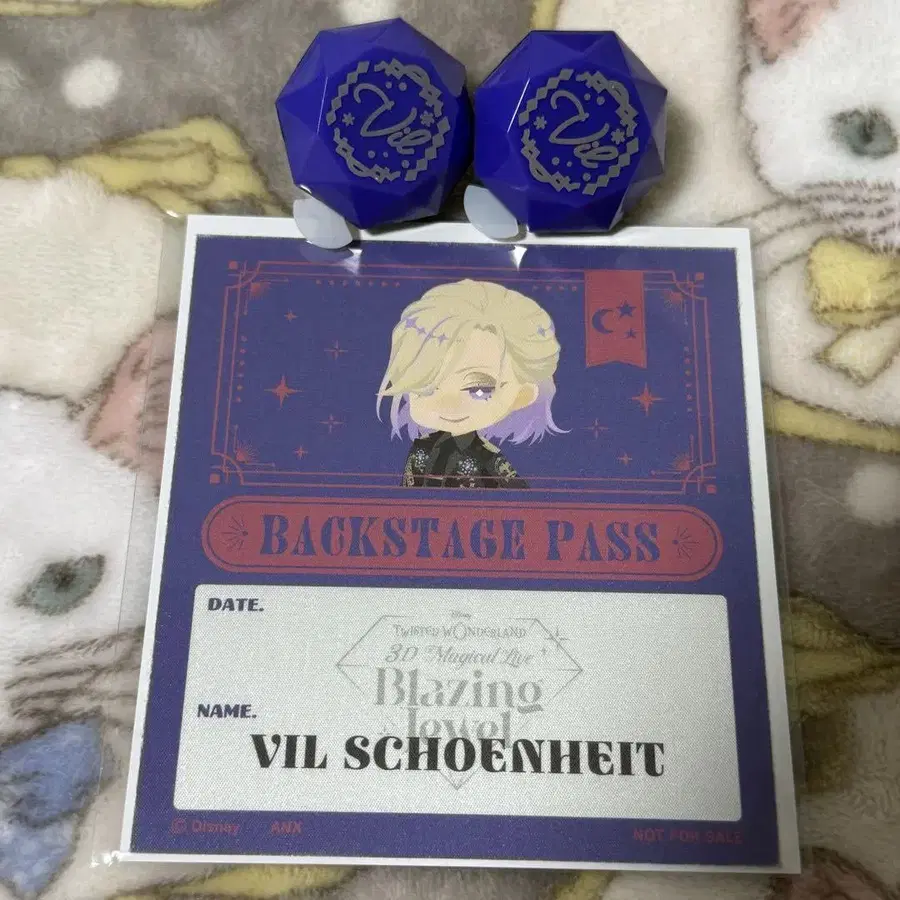 Vil
Vil
BACKSTAGE PASS
DATE.
Disney
TWISTED WONDERLAND
3D Magical Live
Blazing
Jewel
NAME.
VIL SCHOENHEIT
© Disney ANX
NOT FOR SALE